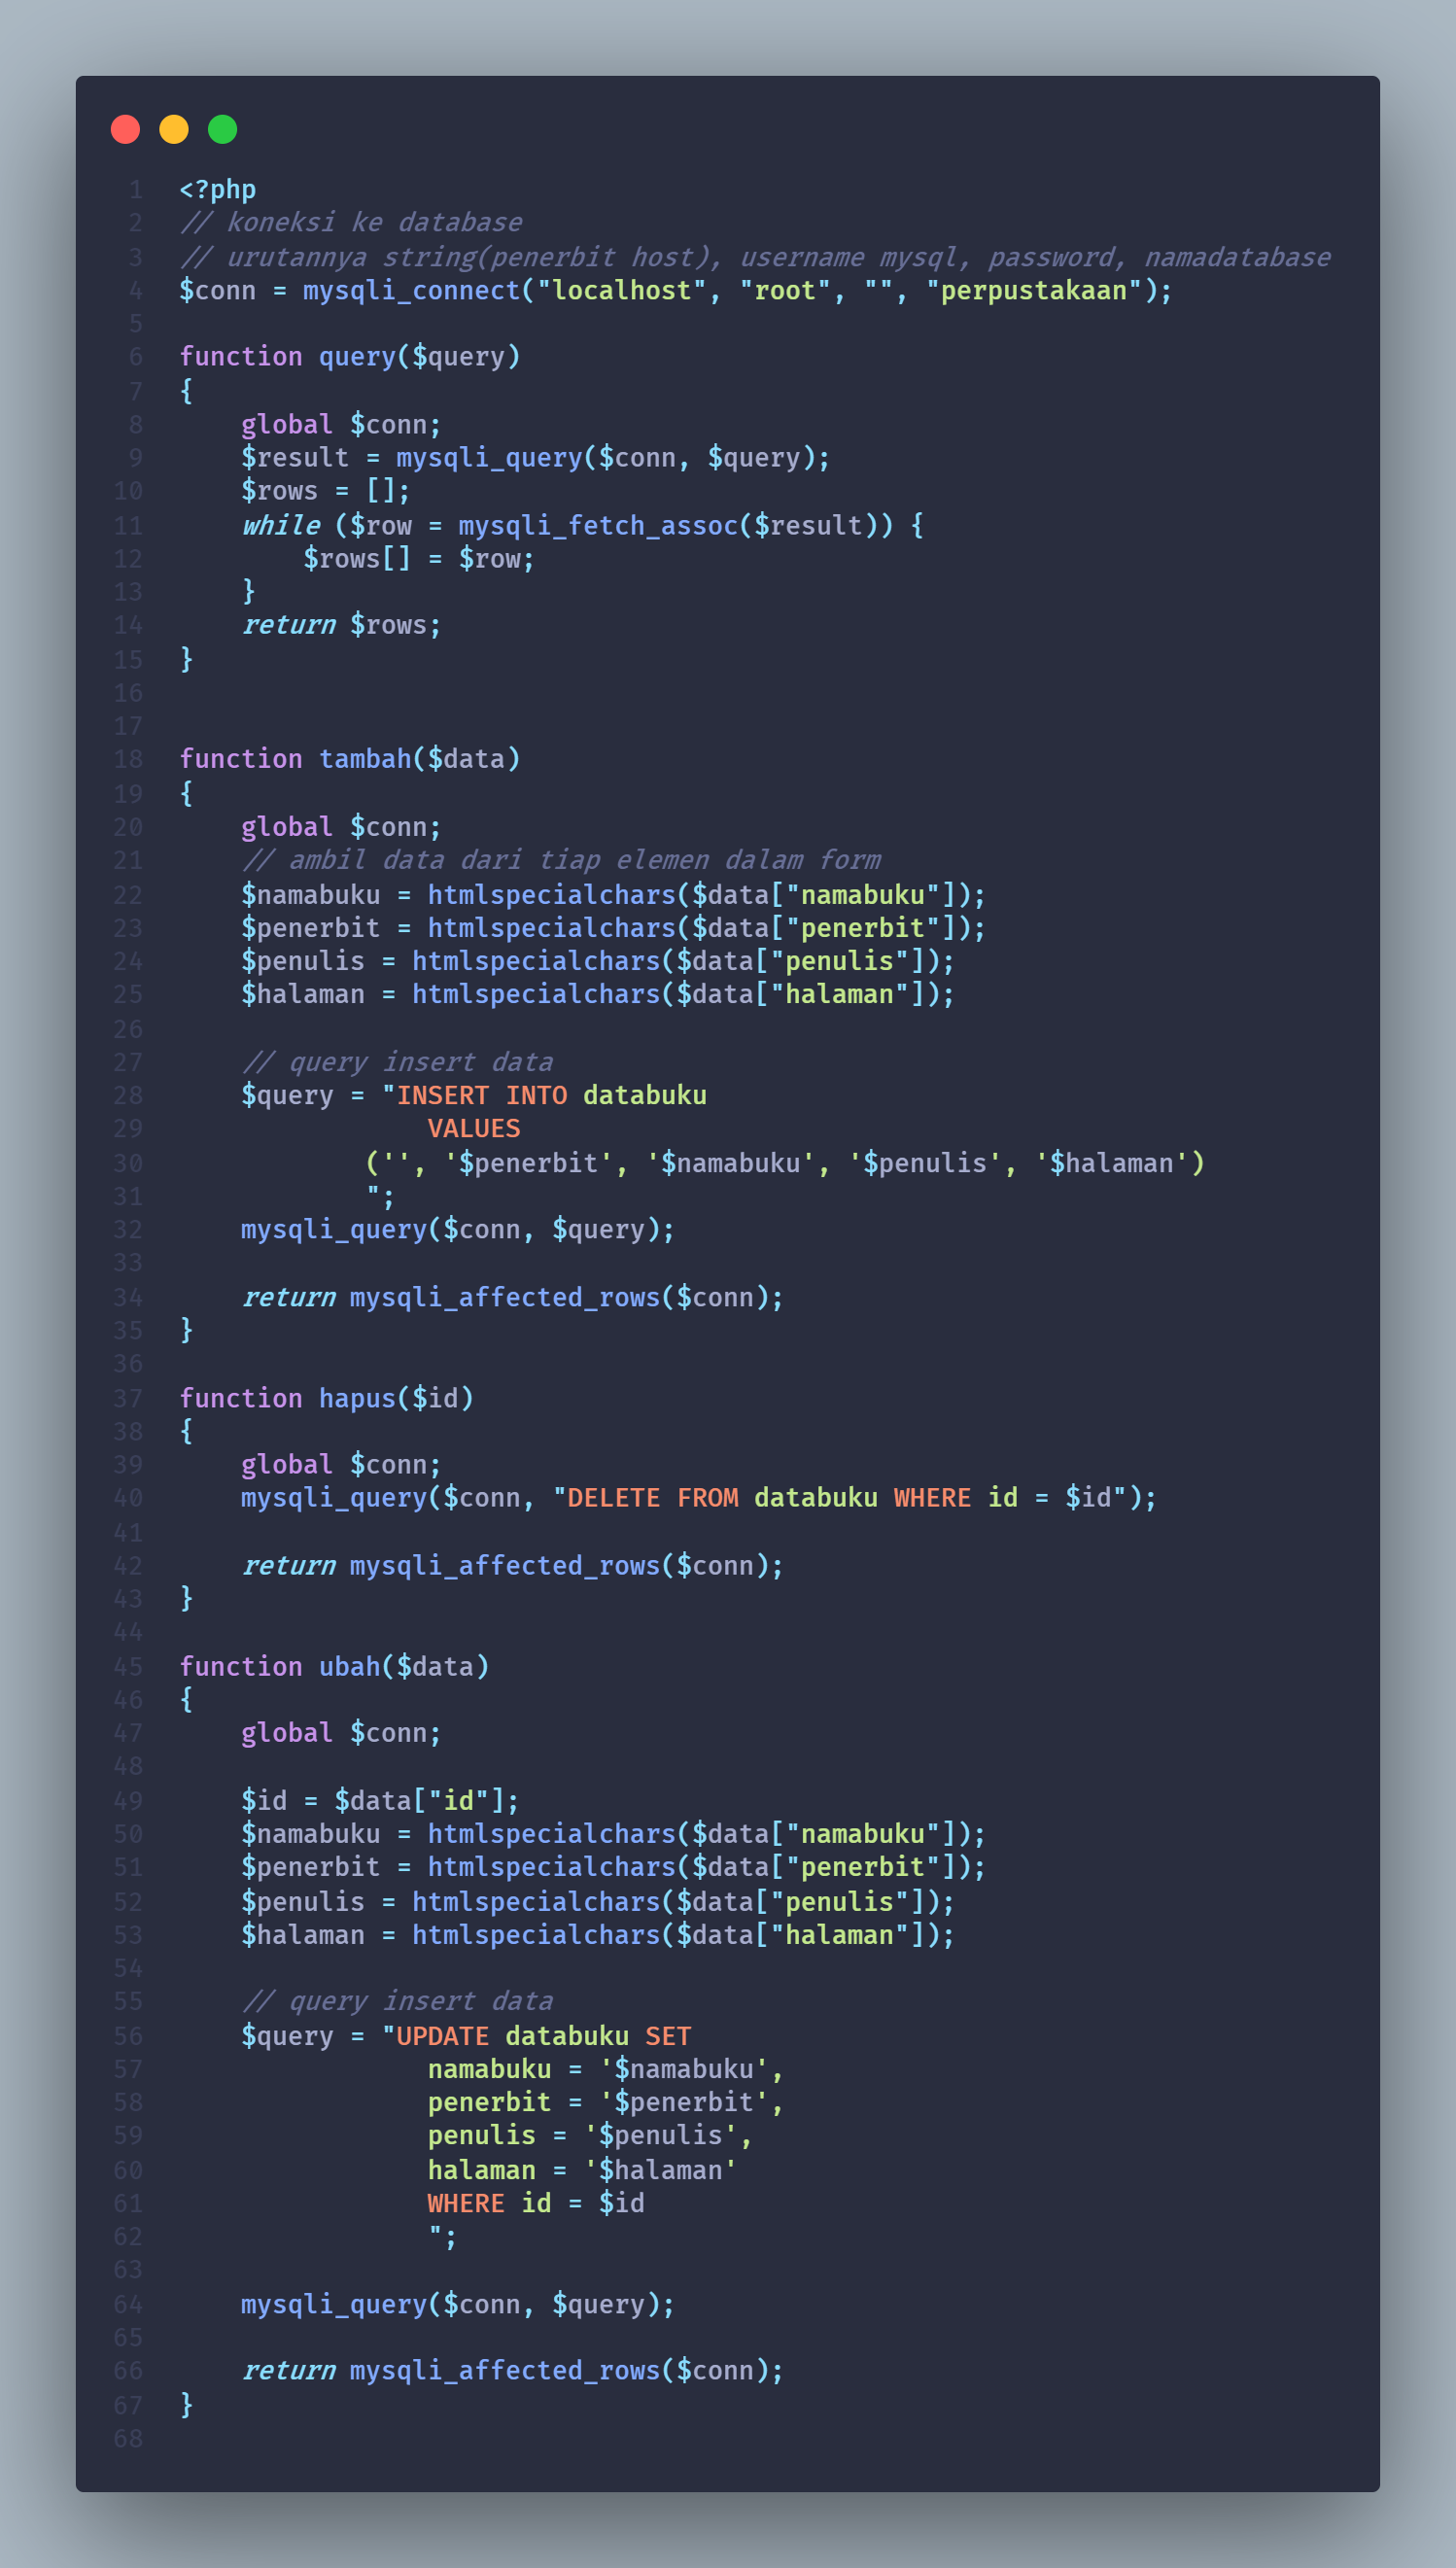 1 <?php
2 // koneksi ke database
3 // urutannya string(penerbit host), username mysql, password, namadatabase
4 $conn = mysqli_connect("localhost", "root", "", "perpustakaan");
5
6 function query($query)
7 {
8     global $conn;
9     $result = mysqli_query($conn, $query);
10     $rows = [];
11     while ($row = mysqli_fetch_assoc($result)) {
12         $rows[] = $row;
13     }
14     return $rows;
15 }
16
17
18 function tambah($data)
19 {
20     global $conn;
21     // ambil data dari tiap elemen dalam form
22     $namabuku = htmlspecialchars($data["namabuku"]);
23     $penerbit = htmlspecialchars($data["penerbit"]);
24     $penulis = htmlspecialchars($data["penulis"]);
25     $halaman = htmlspecialchars($data["halaman"]);
26
27     // query insert data
28     $query = "INSERT INTO databuku
29                 VALUES
30             ('', '$penerbit', '$namabuku', '$penulis', '$halaman')
31             ";
32     mysqli_query($conn, $query);
33
34     return mysqli_affected_rows($conn);
35 }
36
37 function hapus($id)
38 {
39     global $conn;
40     mysqli_query($conn, "DELETE FROM databuku WHERE id = $id");
41
42     return mysqli_affected_rows($conn);
43 }
44
45 function ubah($data)
46 {
47     global $conn;
48
49     $id = $data["id"];
50     $namabuku = htmlspecialchars($data["namabuku"]);
51     $penerbit = htmlspecialchars($data["penerbit"]);
52     $penulis = htmlspecialchars($data["penulis"]);
53     $halaman = htmlspecialchars($data["halaman"]);
54
55     // query insert data
56     $query = "UPDATE databuku SET
57                 namabuku = '$namabuku',
58                 penerbit = '$penerbit',
59                 penulis = '$penulis',
60                 halaman = '$halaman'
61                 WHERE id = $id
62                 ";
63
64     mysqli_query($conn, $query);
65
66     return mysqli_affected_rows($conn);
67 }
68